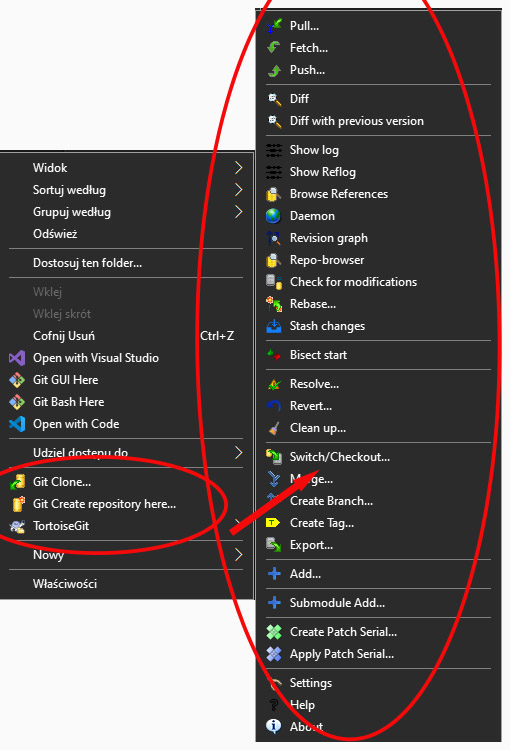 Widok
Sortuj według
Grupuj według
Odśwież
Dostosuj ten folder...
Wklej
Wklej skrót
Cofnij Usuń Ctrl+Z
Open with Visual Studio
Git GUI Here
Git Bash Here
Open with Code
Udziel dostępu do
Git Clone...
Git Create repository here...
TortoiseGit
Nowy
Właściwości
Pull...
Fetch...
Push...
Diff
Diff with previous version
Show log
Show Reflog
Browse References
Daemon
Revision graph
Repo-browser
Check for modifications
Rebase...
Stash changes
Bisect start
Resolve...
Revert...
Clean up...
Switch/Checkout...
Merge...
Create Branch...
Create Tag...
Export...
Add...
Submodule Add...
Create Patch Serial...
Apply Patch Serial...
Settings
Help
About